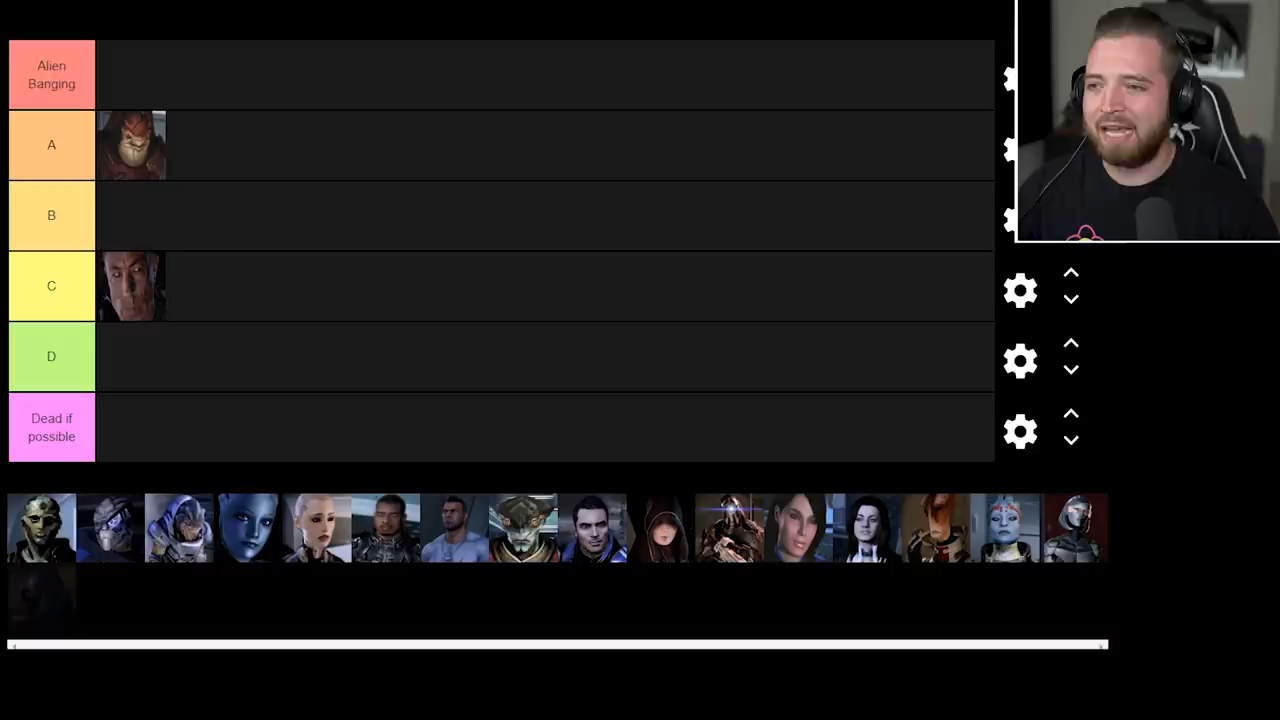 Alien
Banging
A
B
C
D
Dead if
possible